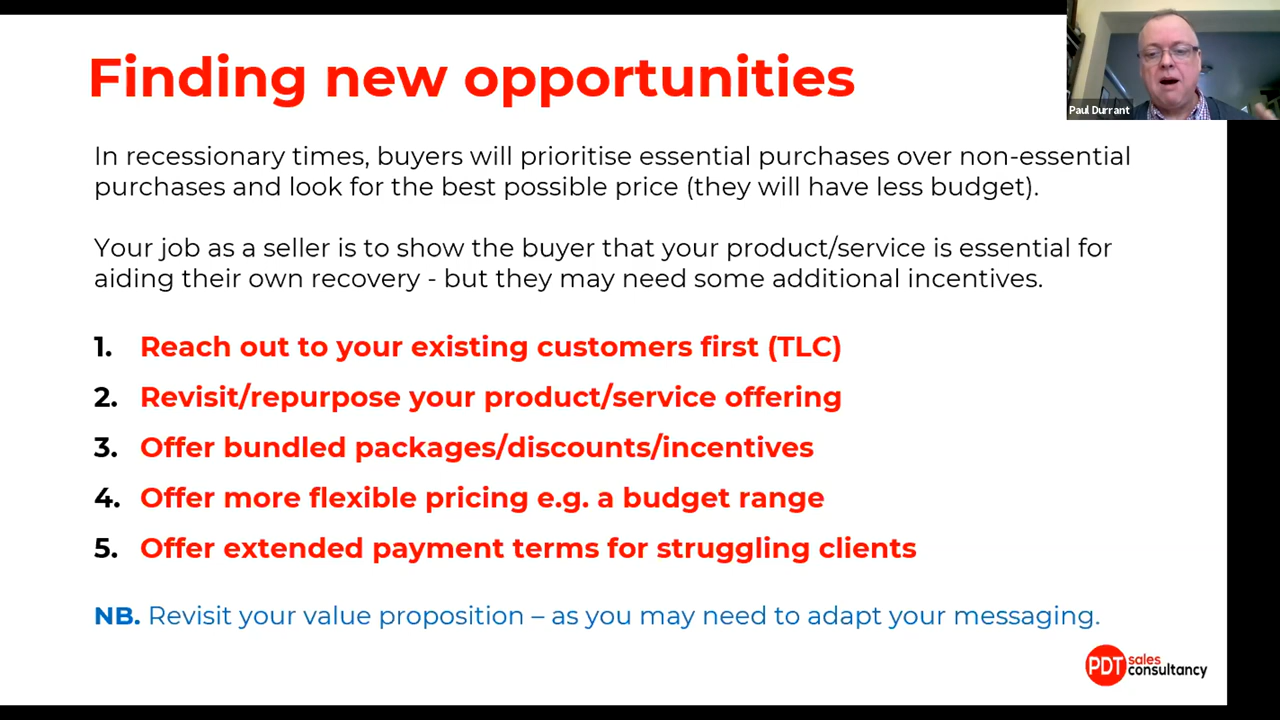 Finding new opportunities
Paul Durrant
In recessionary times, buyers will prioritise essential purchases over non-essential
purchases and look for the best possible price (they will have less budget).
Your job as a seller is to show the buyer that your product/service is essential for
aiding their own recovery - but they may need some additional incentives.
1. Reach out to your existing customers first (TLC)
2. Revisit/repurpose your product/service offering
3. Offer bundled packages/discounts/incentives
4. Offer more flexible pricing e.g. a budget range
5. Offer extended payment terms for struggling clients
NB. Revisit your value proposition – as you may need to adapt your messaging.
PDT sales
consultancy